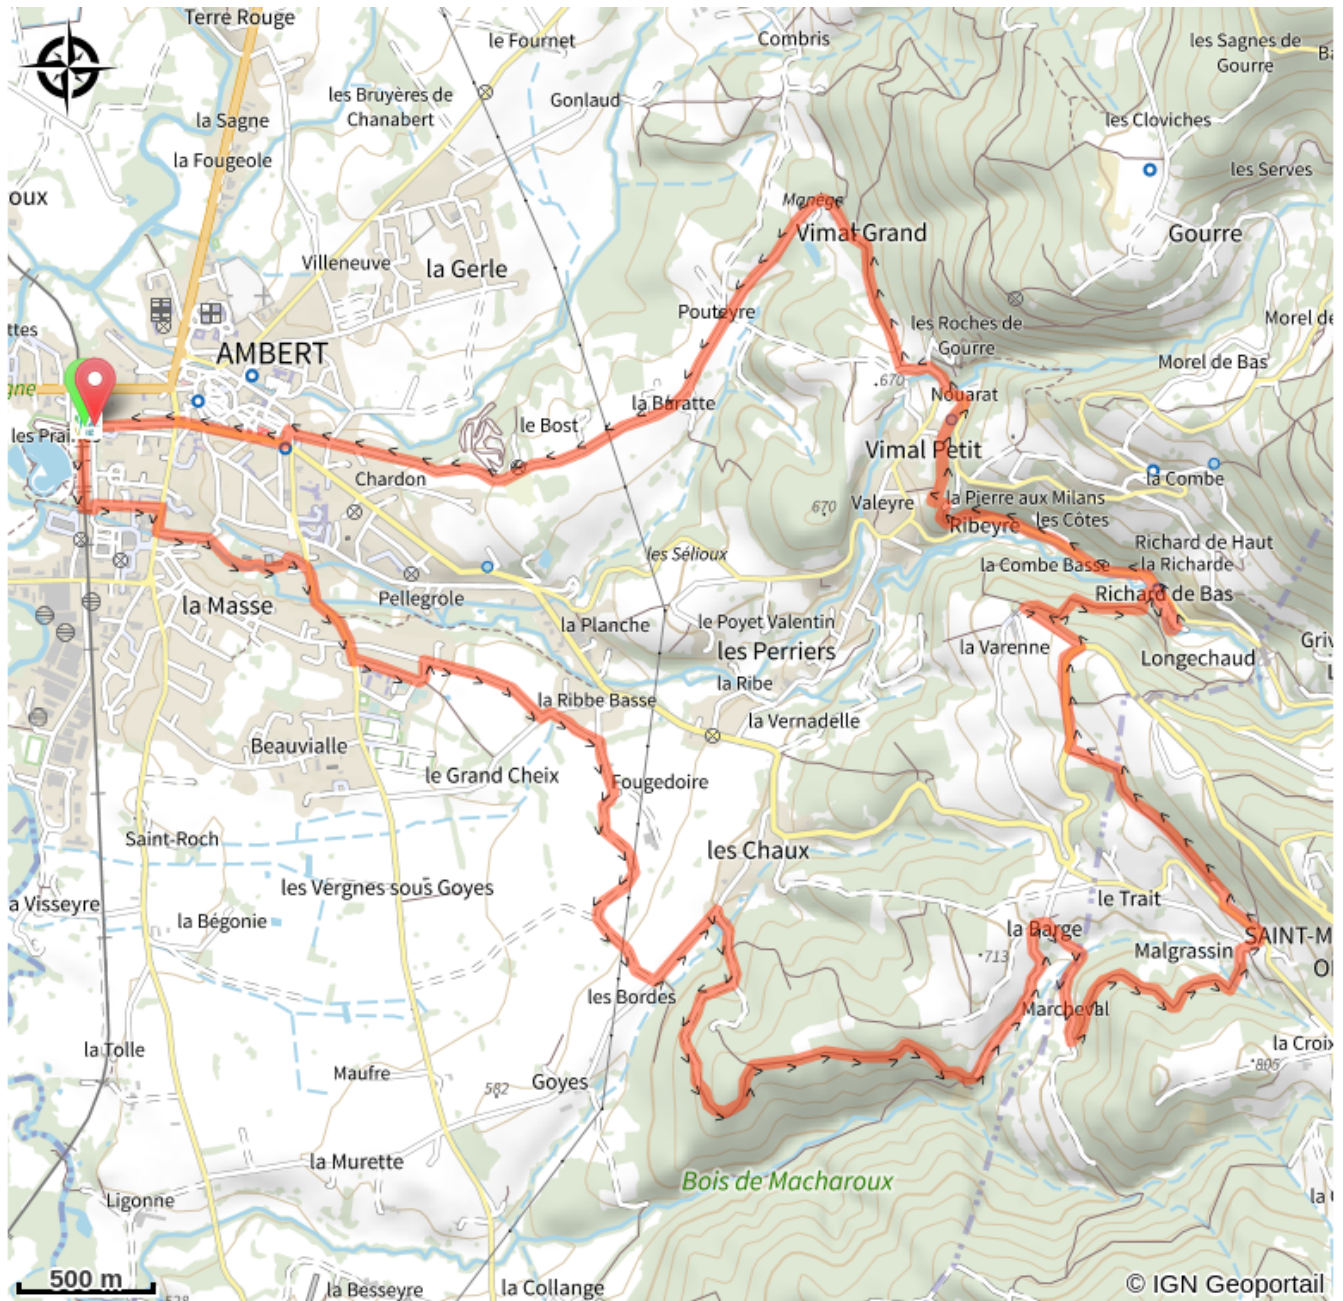 Terre Rouge
le Fournet
Combris
les Sagnes de
Gourre
les Bruyères de
Chanabert
Gonlaud
la Sagne
les Cloviches
la Fougeole
les Serves
oux
Manège
Vimal Grand
Gourre
Villeneuve
la Gerle
Pouteyre
les Roches de
Gourre
ttes
AMBERT
Morel de
Morel de Bas
670
gne
Nouarat
la Baratte
le Bost
les Prairies
Vimal Petit
Chardon
la Combe
la Pierre aux Milans
Valeyre
670
Ribeyre
les Côtes
les Sélioux
Richard de Haut
la Combe Basse
la Richarde
Richard de Bas
Pellegrole
la Masse
la Planche
le Poyet Valentin
les Perriers
la Varenne
Longechaud
Griv
la Ribe
la Ribbe Basse
la Vernadelle
Beauvialle
le Grand Cheix
Fougedoire
Saint-Roch
les Chaux
les Vergnes sous Goyes
a Visseyre
le Trait
la Bégonie
la Barge
SAINT-M
Malgrassin
713
les Bordes
Marcheval
la Tolle
la Croix
805
Maufre
582
Goyes
la Murette
Bois de Macharoux
Ligonne
la
500 m
la Besseyre
la Collange
528
© IGN Geoportail